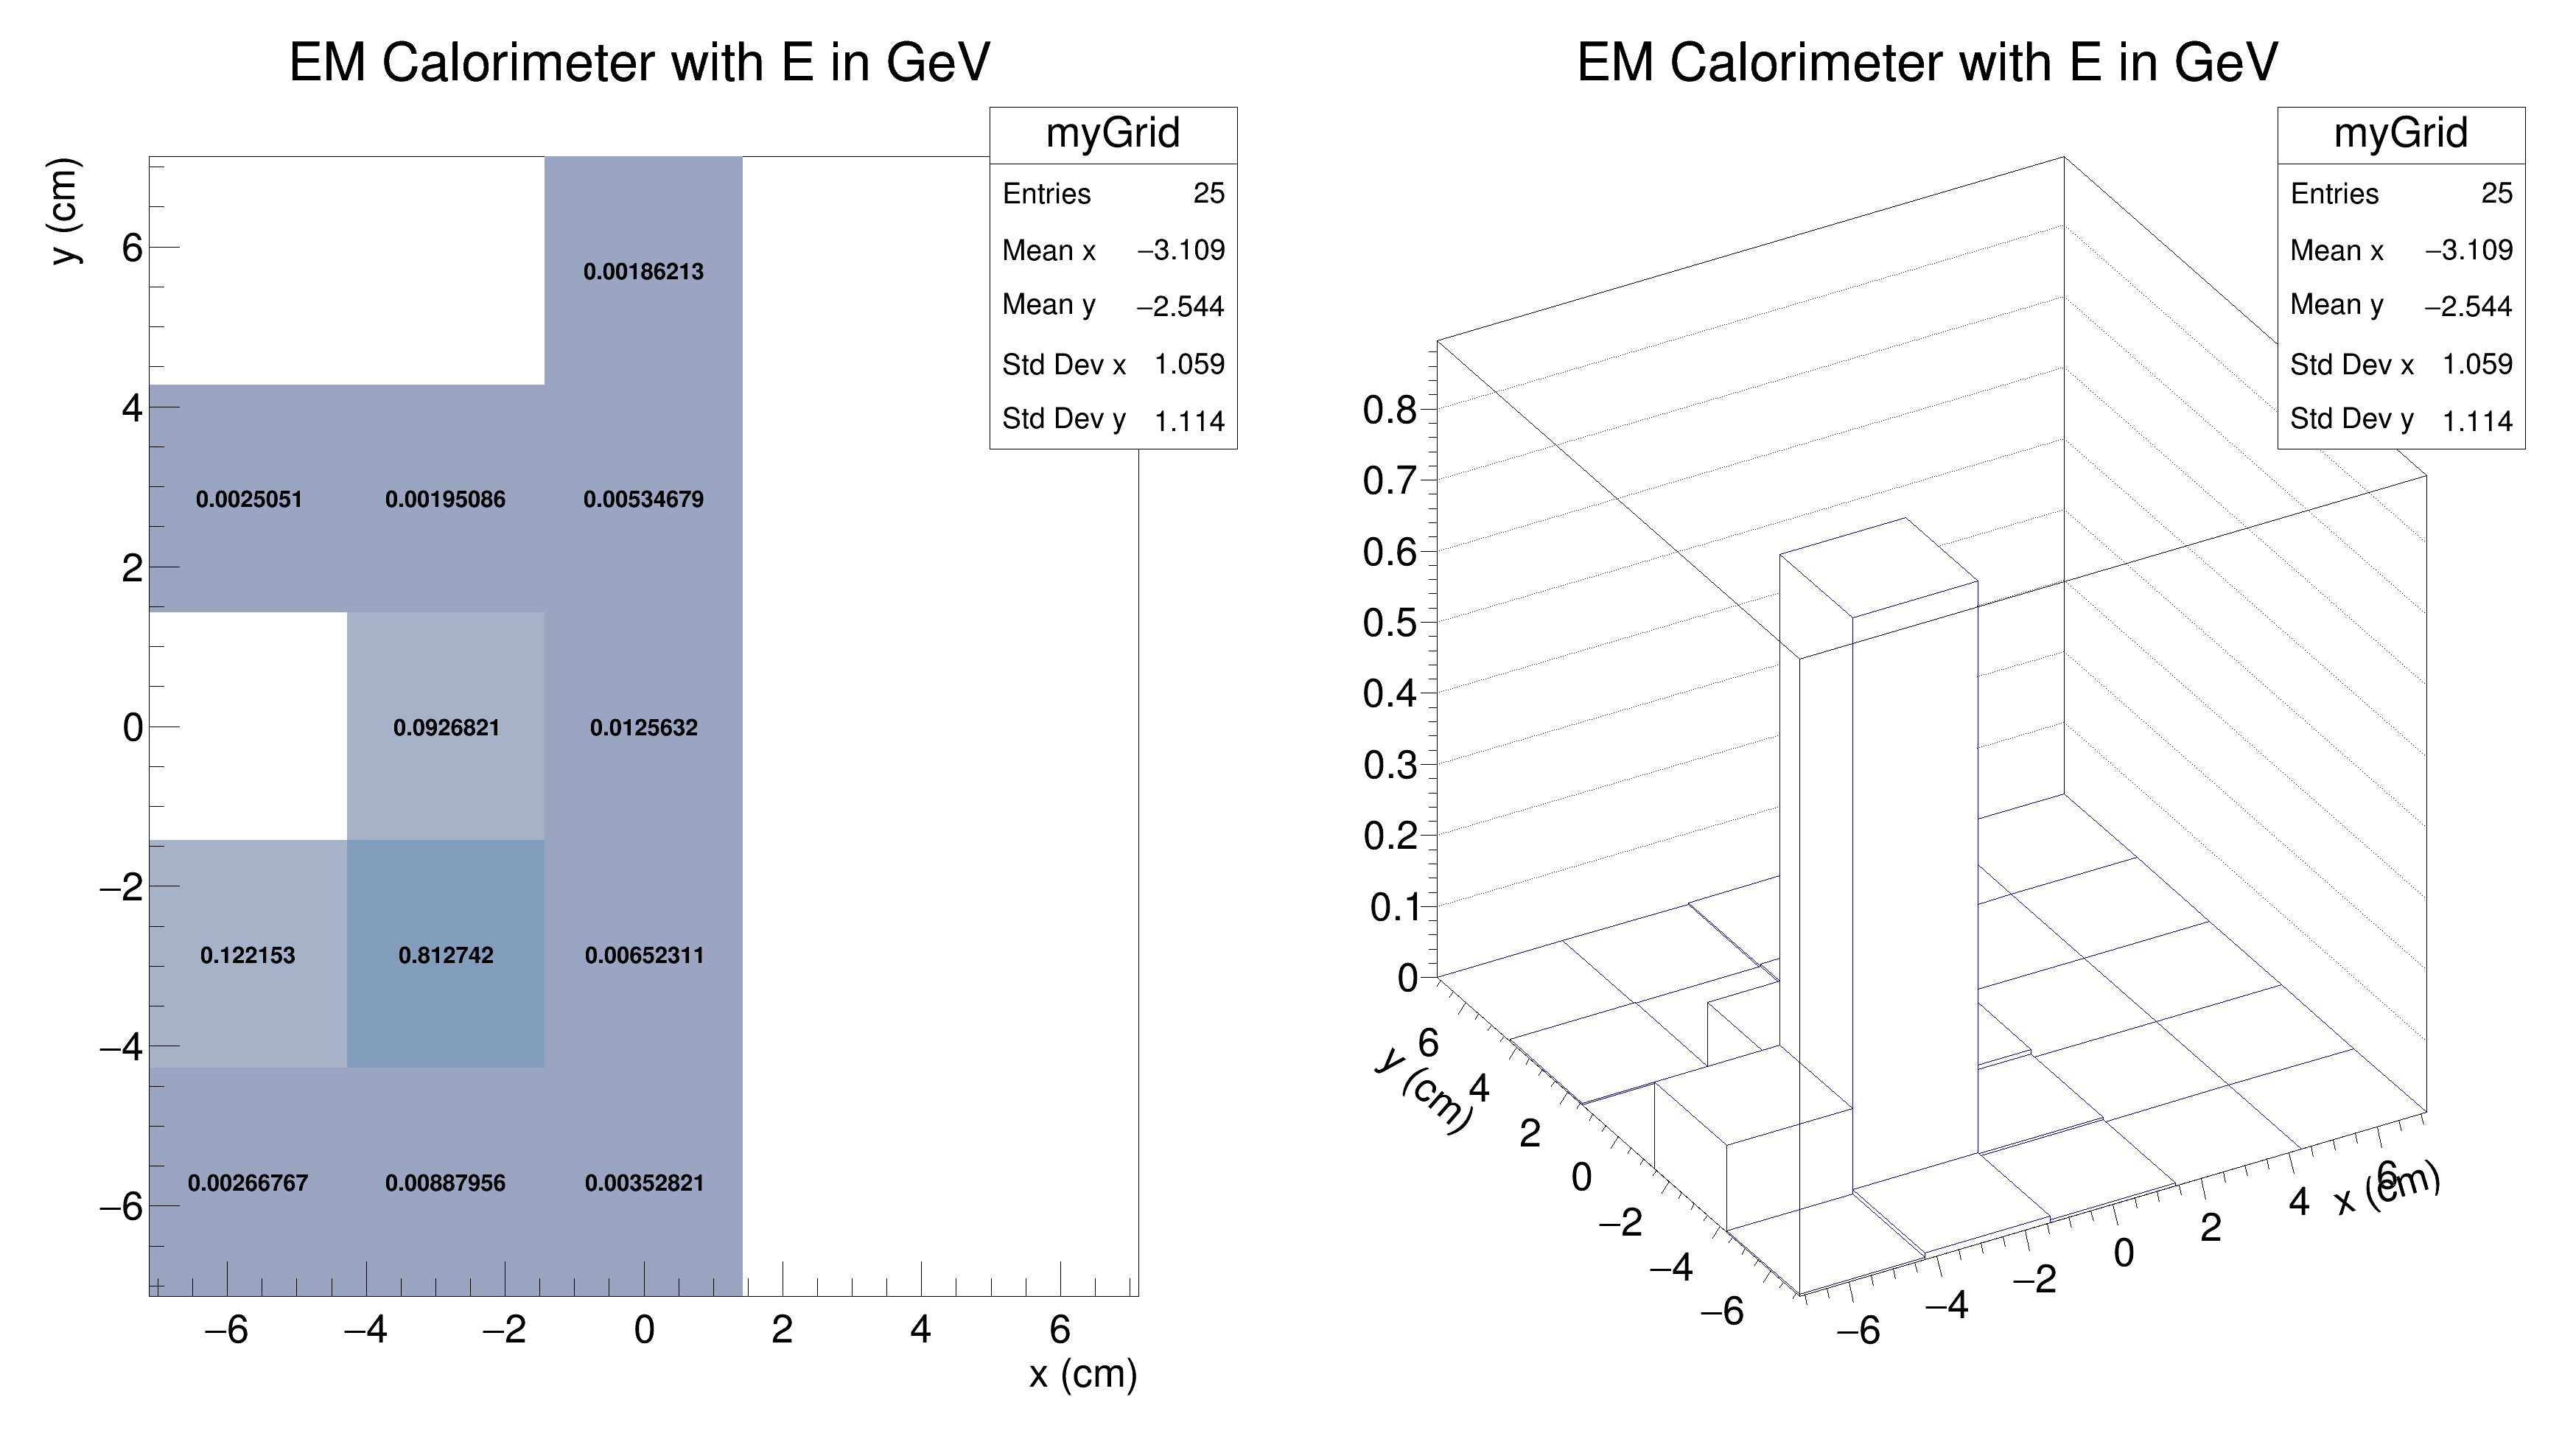 EM Calorimeter with E in GeV
myGrid
Entries 25
Mean x −3.109
Mean y −2.544
Std Dev x 1.059
Std Dev y 1.114
y (cm)
6
4
2
0
−2
−4
−6
0.00186213
0.0025051 0.00195086 0.00534679
0.0926821 0.0125632
0.122153 0.812742 0.00652311
0.00266767 0.00887956 0.00352821
−6 −4 −2 0 2 4 6
x (cm)
EM Calorimeter with E in GeV
myGrid
Entries 25
Mean x −3.109
Mean y −2.544
Std Dev x 1.059
Std Dev y 1.114
0.8
0.7
0.6
0.5
0.4
0.3
0.2
0.1
0
6
4
2
0
−2
−4
−6
y (cm)
−6
−4
−2
0
2
4
6
x (cm)